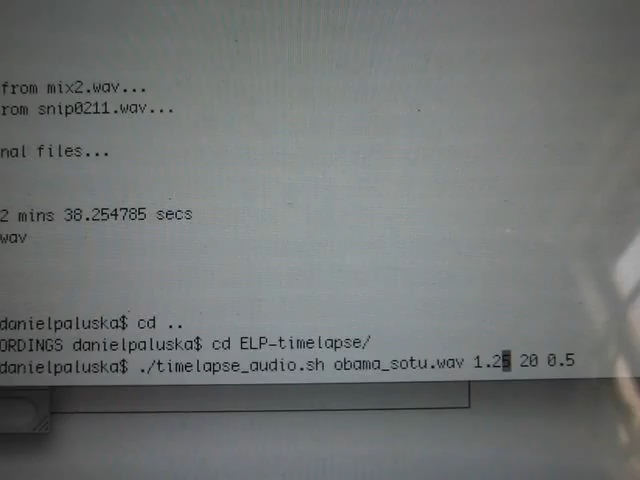 from mix2.wav...
rom snip0211.wav...
nal files...
2 mins 38.254785 secs
wav
danielpaluska$ cd ..
ORDINGS danielpaluska$ cd ELP-timelapse/
danielpaluska$ ./timelapse_audio.sh obama_sotu.wav 1.25 20 0.5